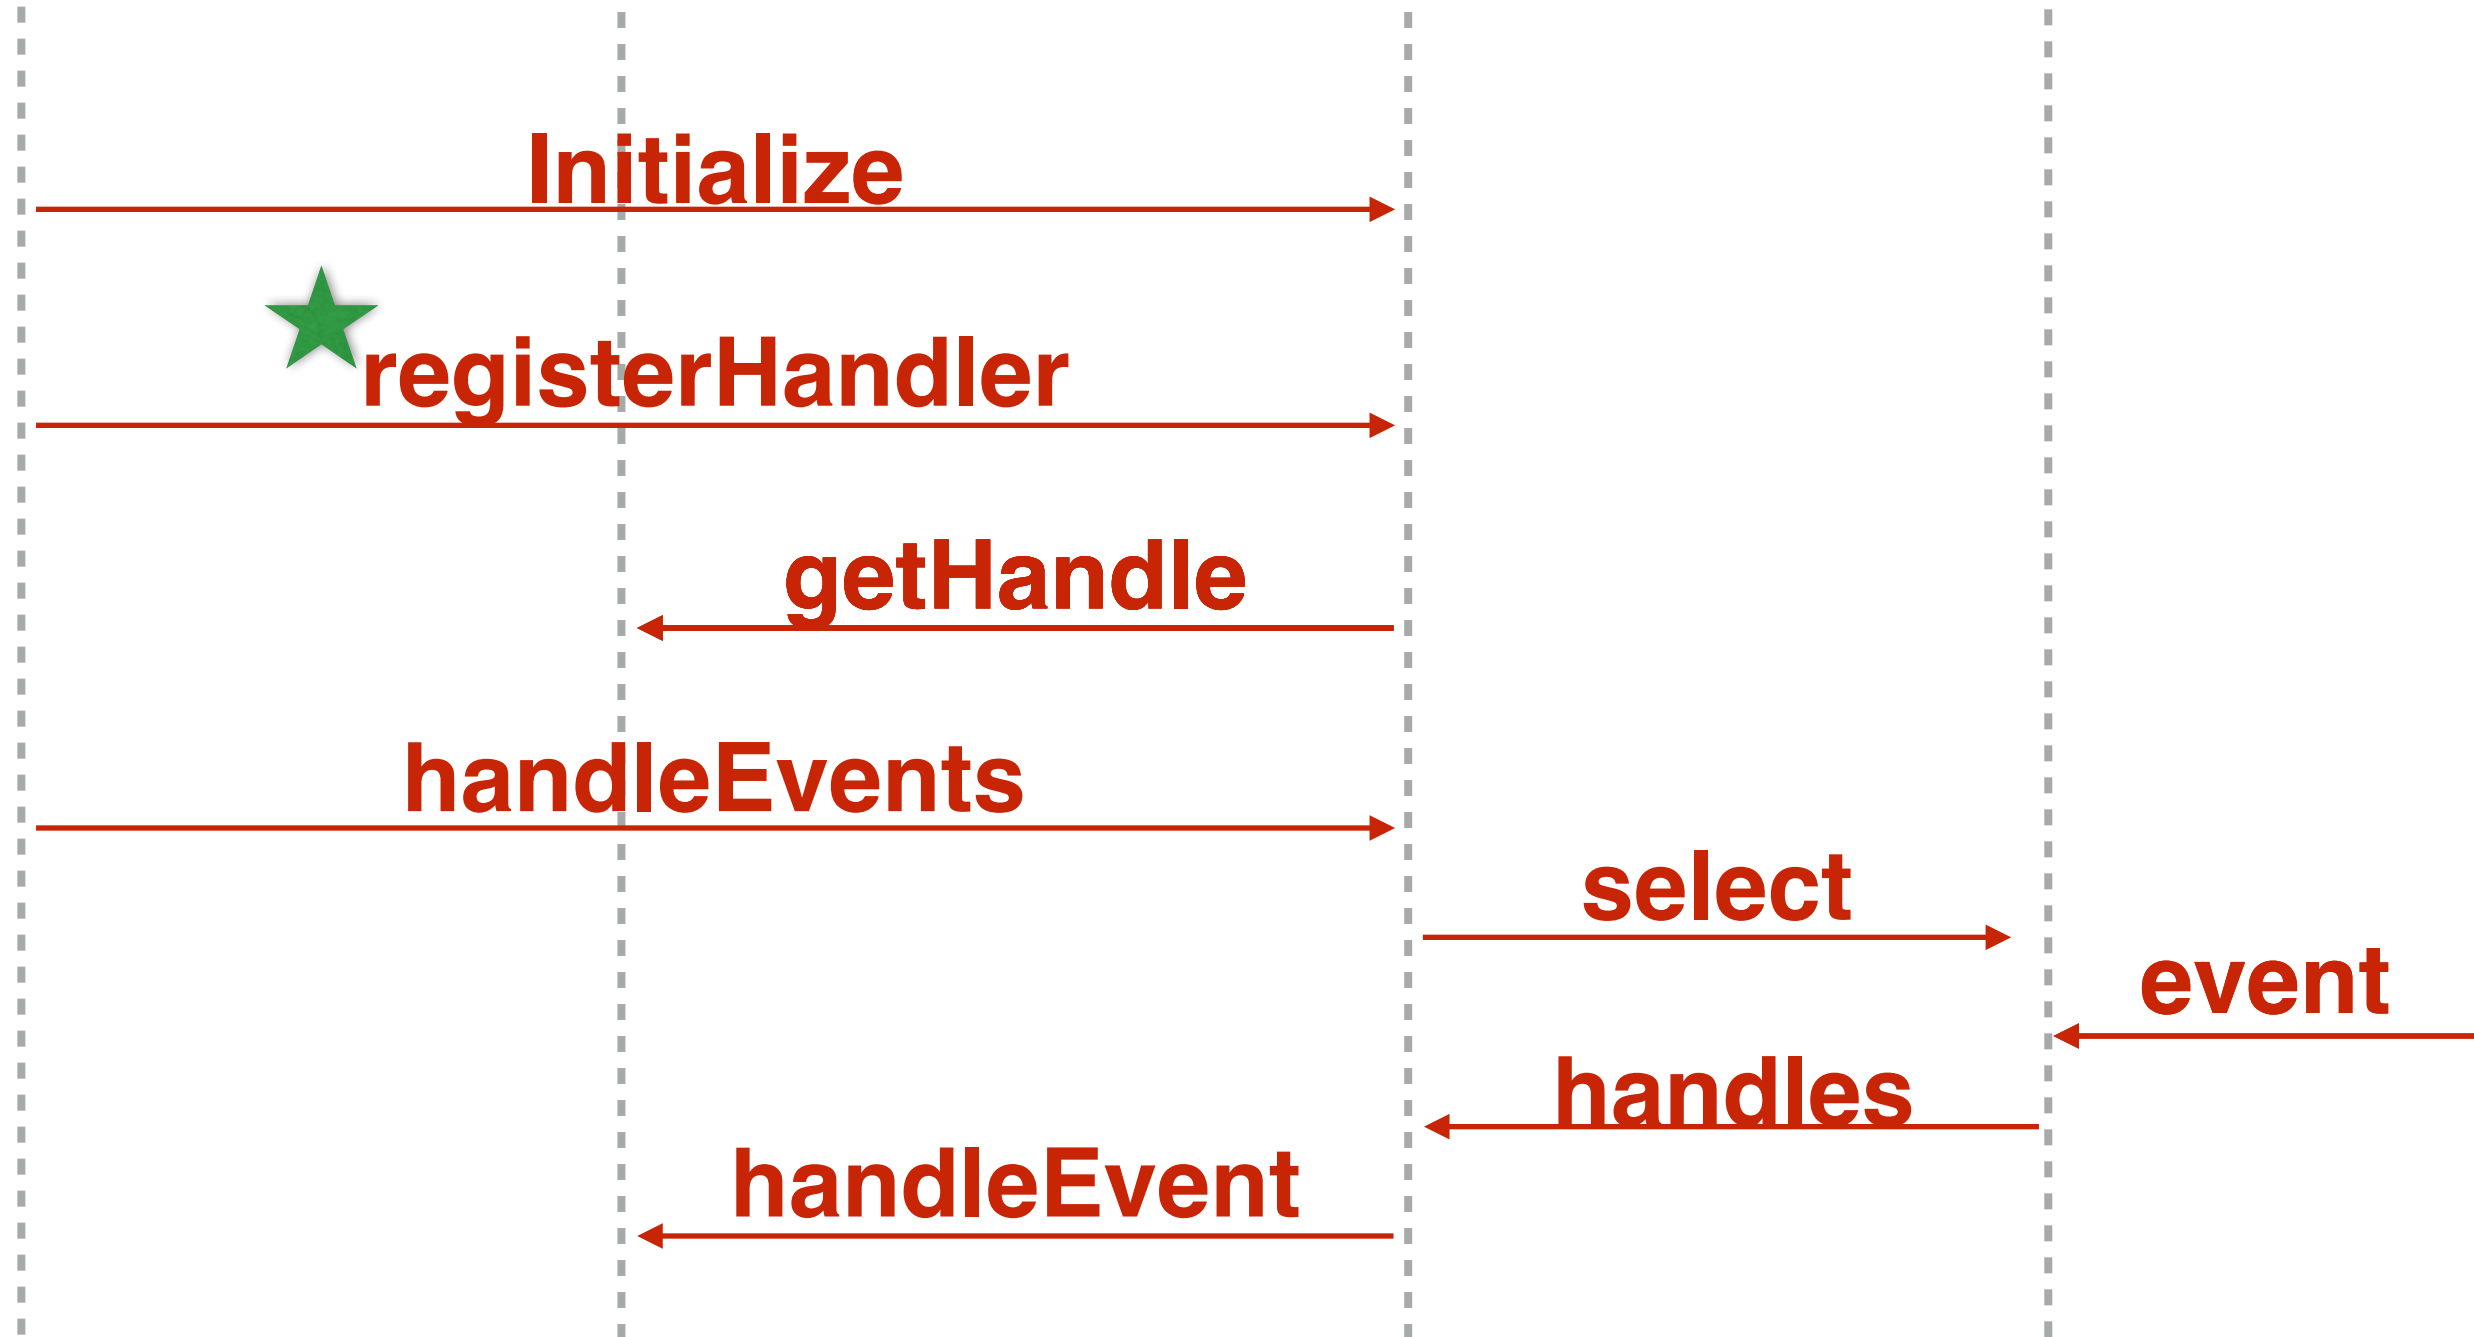 Initialize
registerHandler
getHandle
handleEvents
select
event
handles
handleEvent